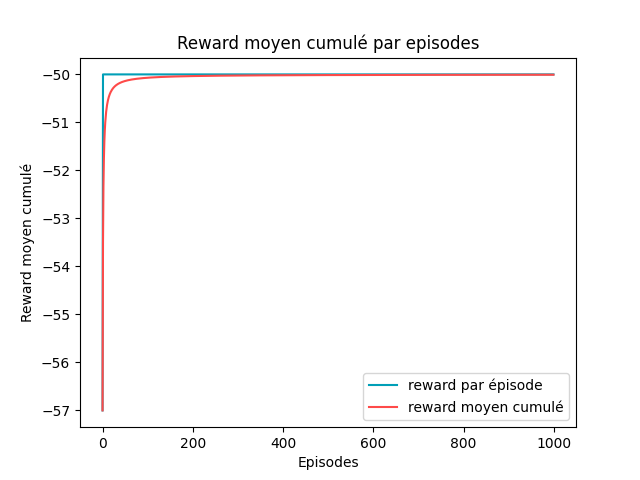 Reward moyen cumulé par episodes
−50
−51
−52
−53
−54
−55
−56
−57
Reward moyen cumulé
reward par épisode
reward moyen cumulé
0 200 400 600 800 1000
Episodes